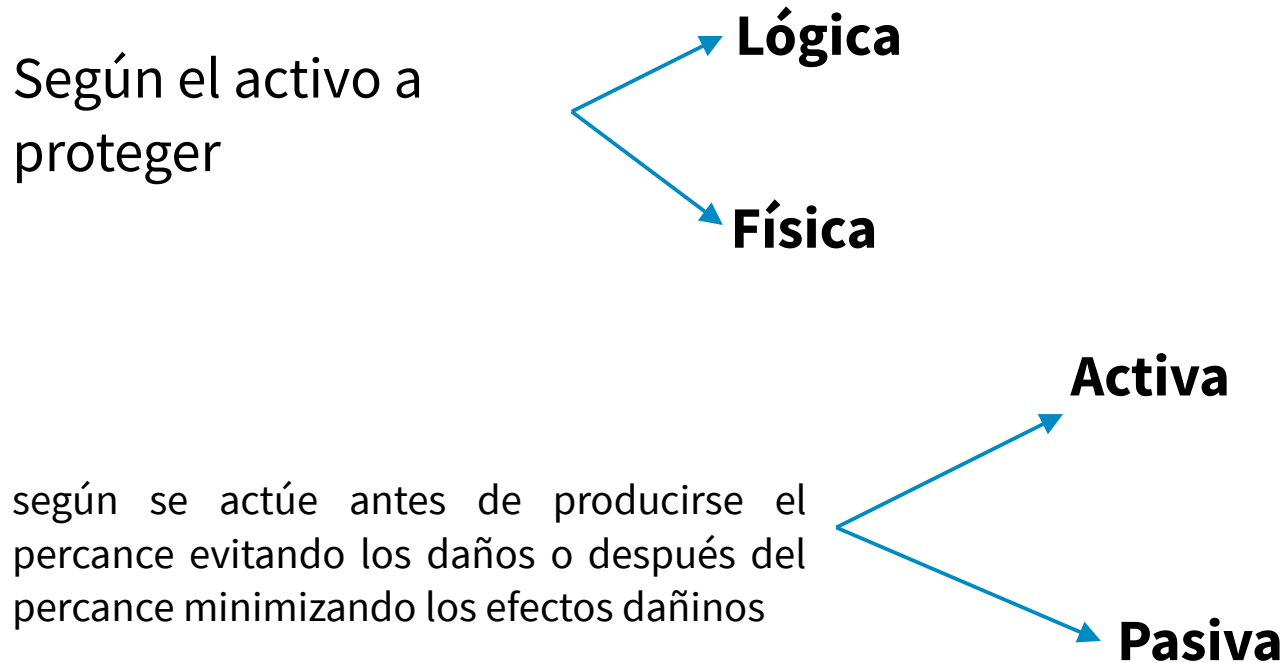 Lógica
Según el activo a
proteger
Física
Activa
según se actúe antes de producirse el
percance evitando los daños o después del
percance minimizando los efectos dañinos
Pasiva